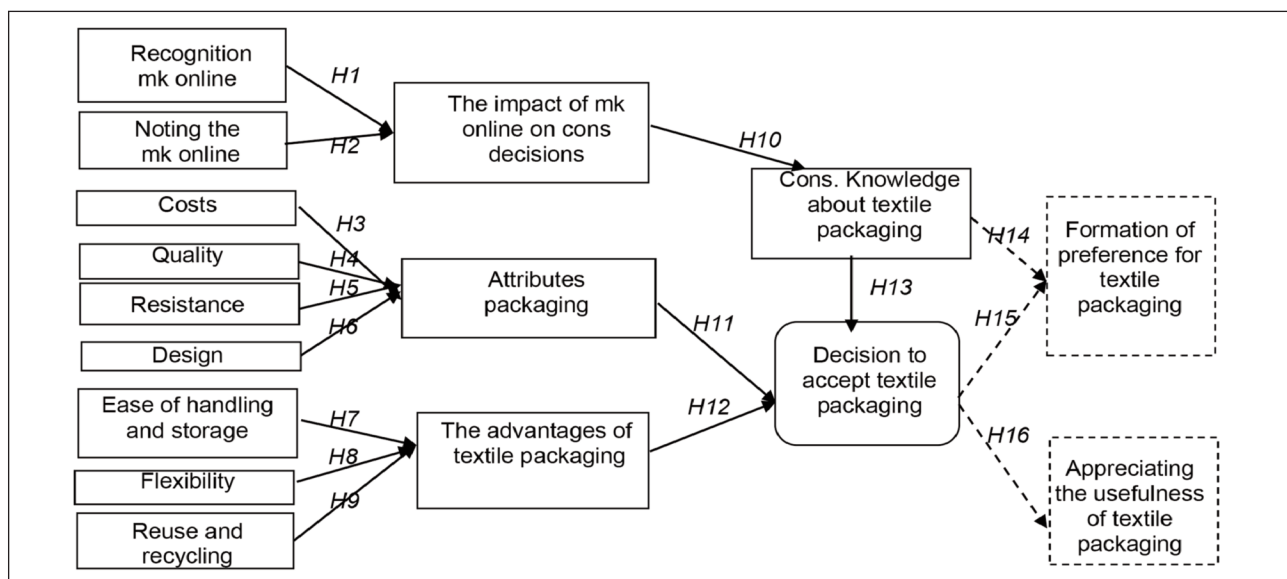 Recognition
mk online
H1
Noting the
mk online
H2
The impact of mk
online on cons
decisions
H10
Costs
H3
Quality
H4
Resistance
H5
Design
H6
Attributes
packaging
H11
Ease of handling
and storage
H7
Flexibility
H8
Reuse and
recycling
H9
The advantages of
textile packaging
H12
Cons. Knowledge
about textile
packaging
H13
H14
Decision to
accept textile
packaging
H15
H16
Formation of
preference for
textile
packaging
Appreciating
the usefulness
of textile
packaging